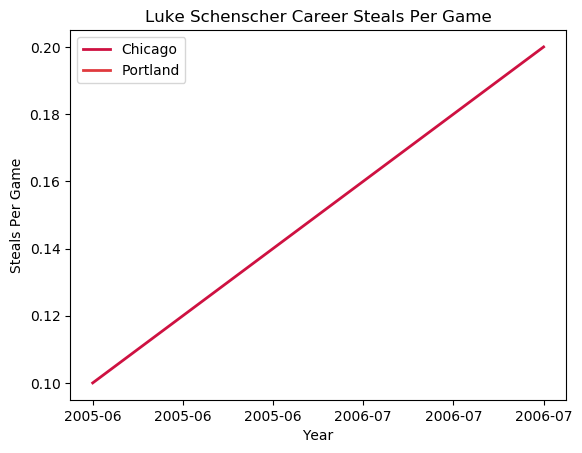 Luke Schenscher Career Steals Per Game
Chicago
Portland
0.20
0.18
0.16
0.14
0.12
0.10
Steals Per Game
2005-06 2005-06 2005-06 2006-07 2006-07 2006-07
Year